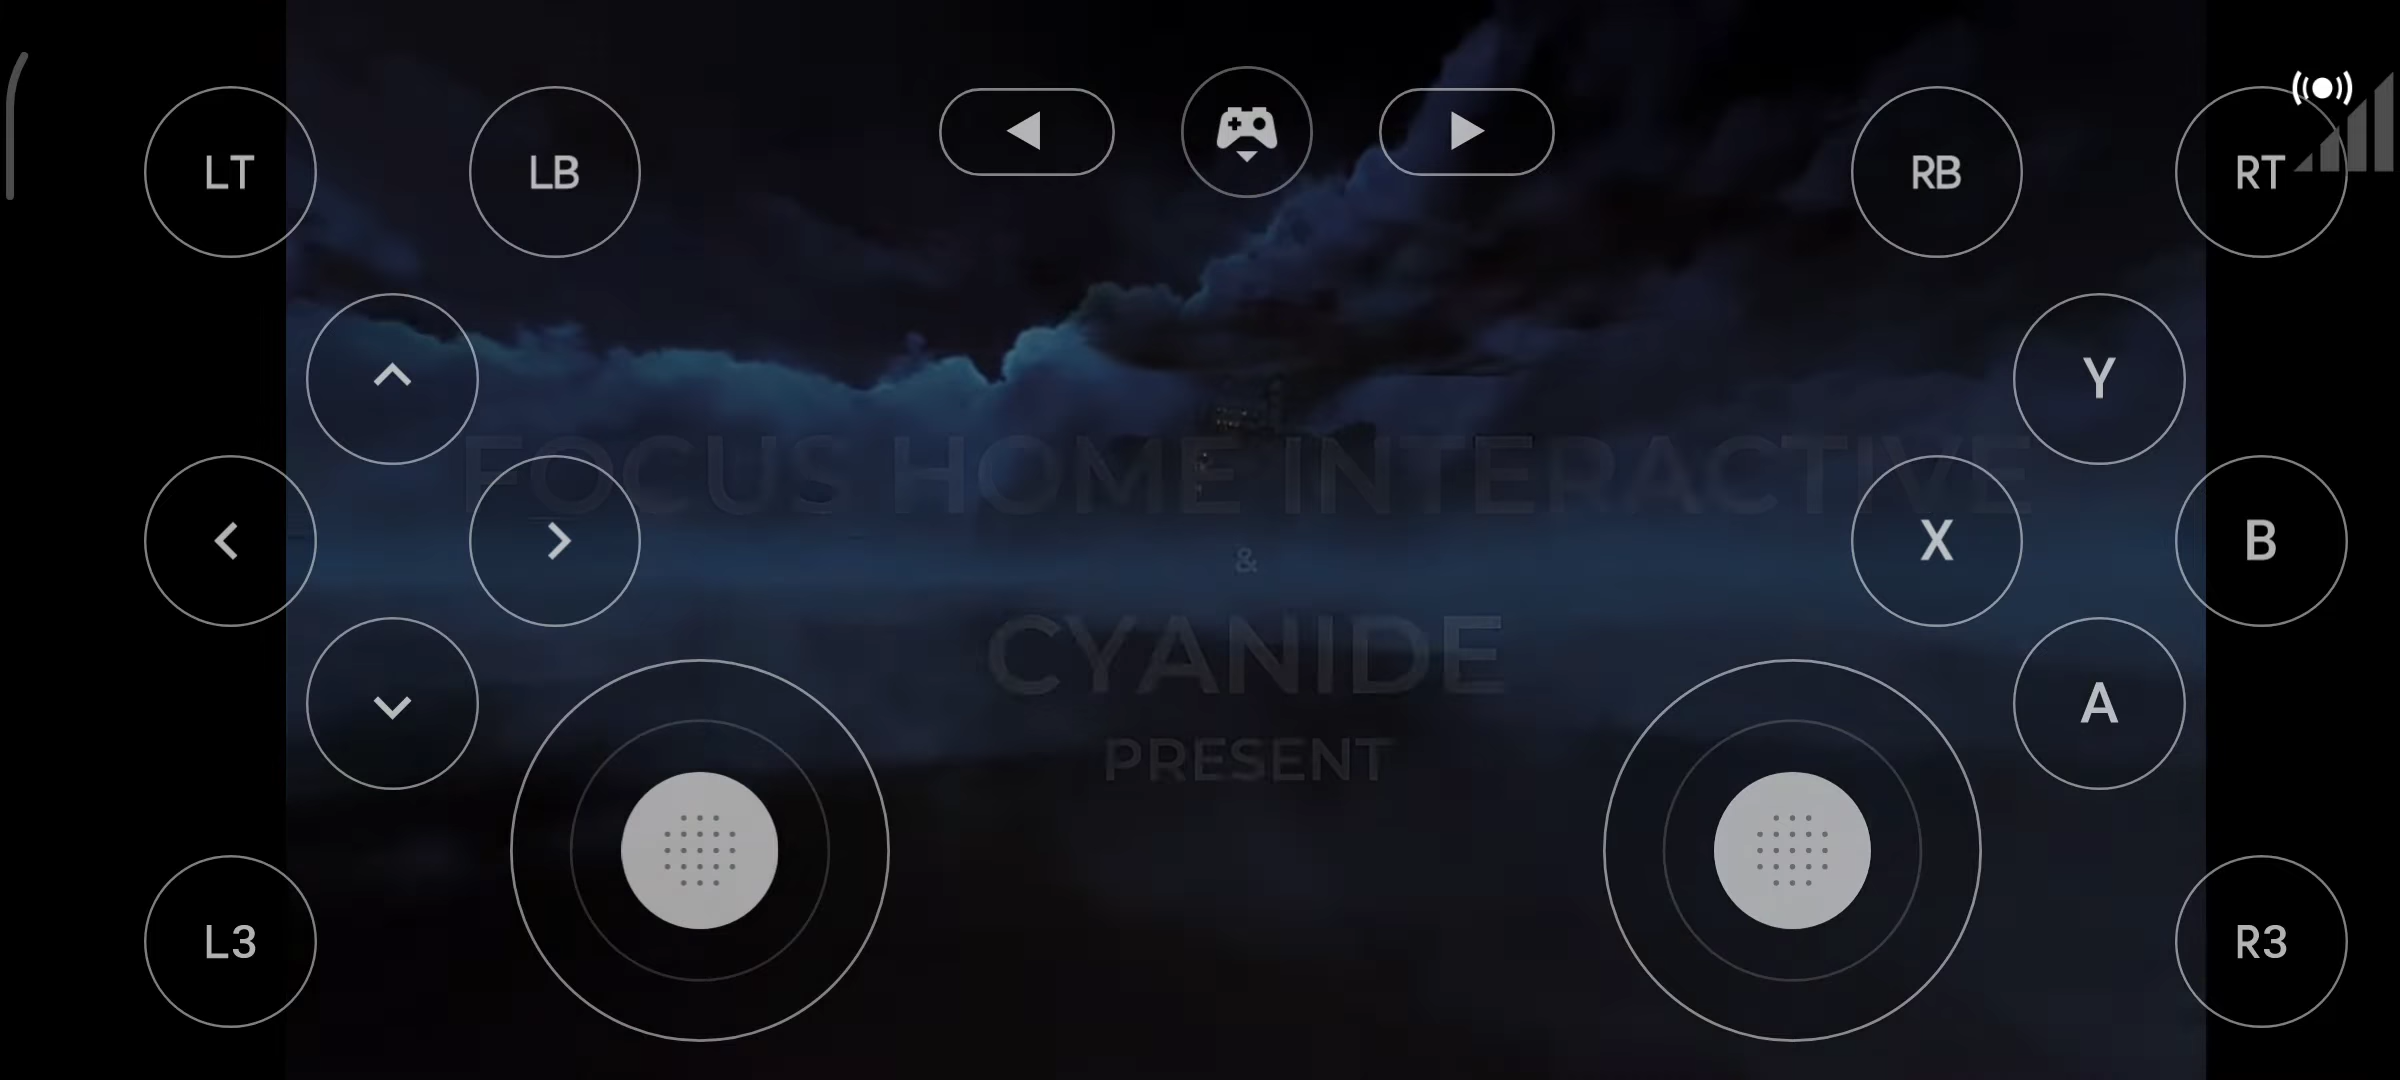 LT LB RB RT
Y
FOCUS HOME INTERACTIVE
X B
&
CYANIDE
A
PRESENT
L3 R3